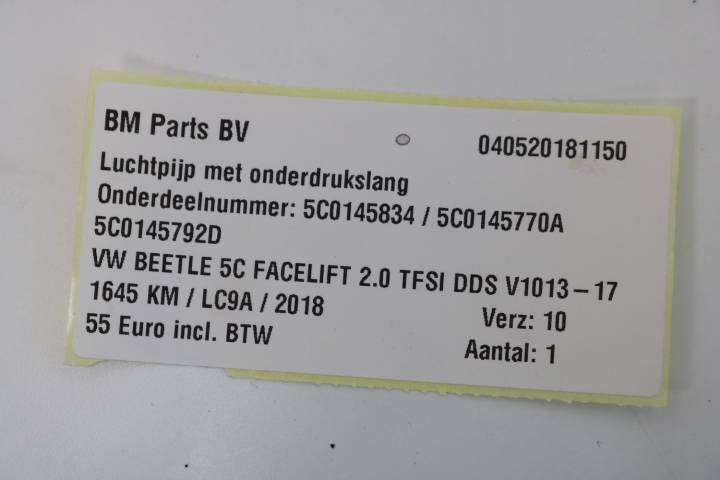 BM Parts BV 040520181150
Luchtpijp met onderdrukslang
Onderdeelnummer: 5C0145834 / 5C0145770A
5C0145792D
VW BEETLE 5C FACELIFT 2.0 TFSI DDS V1013-17
1645 KM / LC9A / 2018 Verz: 10
55 Euro incl. BTW Aantal: 1